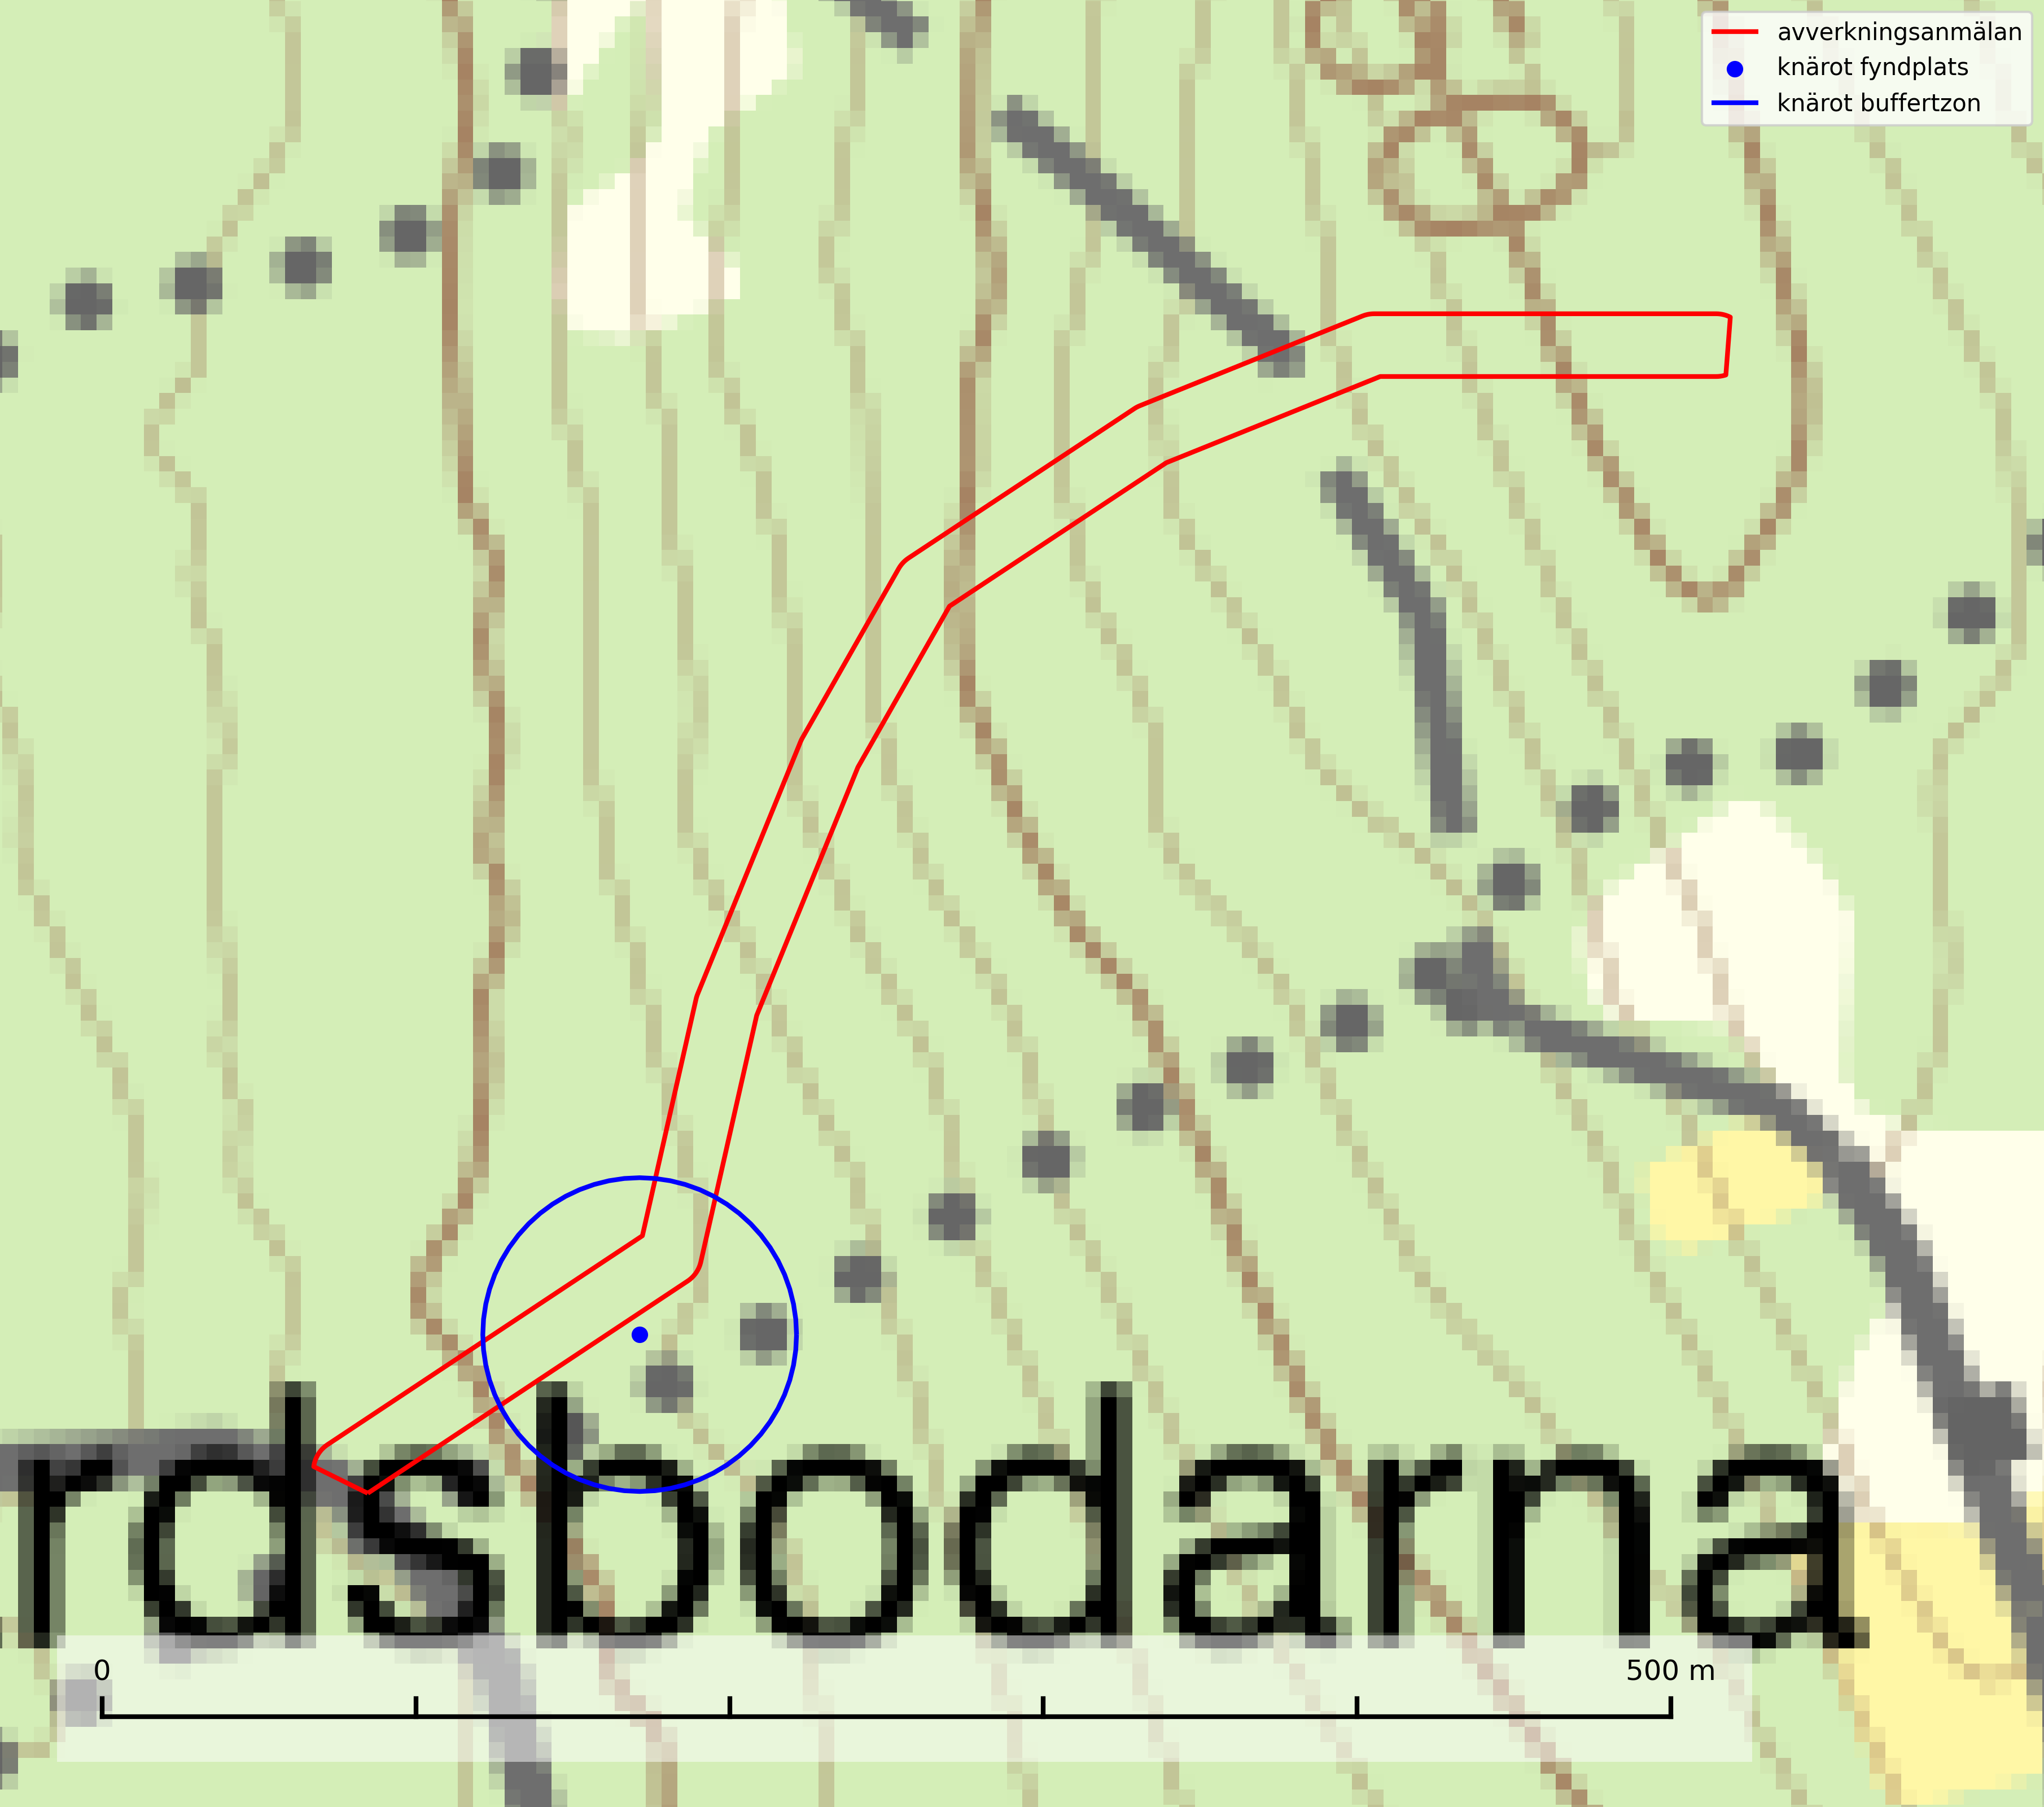 avverkningsanmälan
knärot fyndplats
knärot buffertzon
rdsbodarna
0 500 m